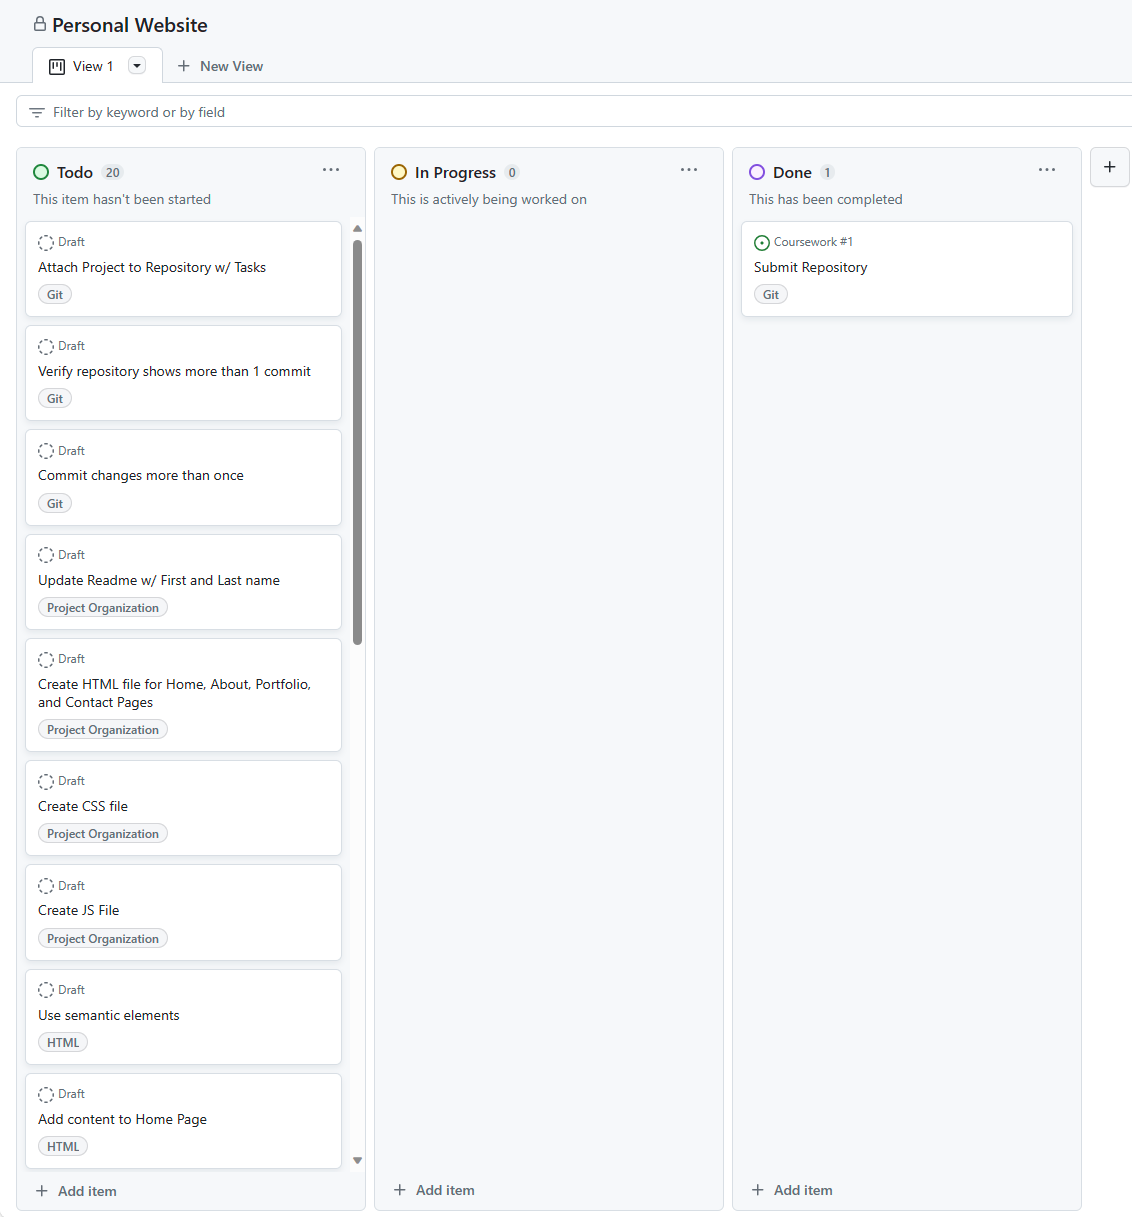 Personal Website
View 1
New View
Filter by keyword or by field
Todo 20
This item hasn't been started
Draft
Attach Project to Repository w/ Tasks
Git
Draft
Verify repository shows more than 1 commit
Git
Draft
Commit changes more than once
Git
Draft
Update Readme w/ First and Last name
Project Organization
Draft
Create HTML file for Home, About, Portfolio,
and Contact Pages
Project Organization
Draft
Create CSS file
Project Organization
Draft
Create JS File
Project Organization
Draft
Use semantic elements
HTML
Draft
Add content to Home Page
HTML
+ Add item
In Progress 0
This is actively being worked on
+ Add item
Done 1
This has been completed
Coursework #1
Submit Repository
Git
+ Add item